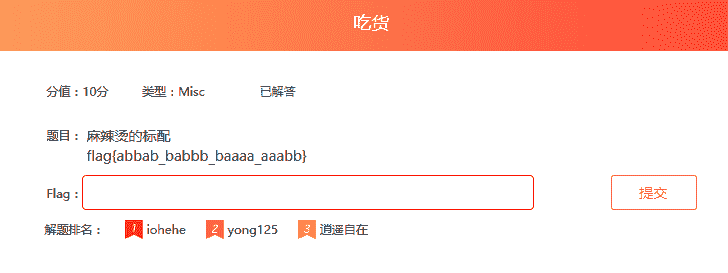 吃货
分值：10分 类型：Misc 已解答
题目： 麻辣烫的标配
flag{abbab_babbb_baaaa_aaabb}
Flag： 提交
解题排名： 1 iohehe 2 yong125 3 逍遥自在